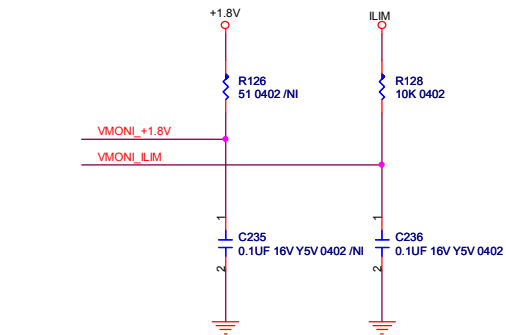 +1.8V
ILIM
R126
51 0402 /NI
R128
10K 0402
VMONI_+1.8V
VMONI_ILIM
1
C235
0.1UF 16V Y5V 0402 /NI
2
1
C236
0.1UF 16V Y5V 0402
2